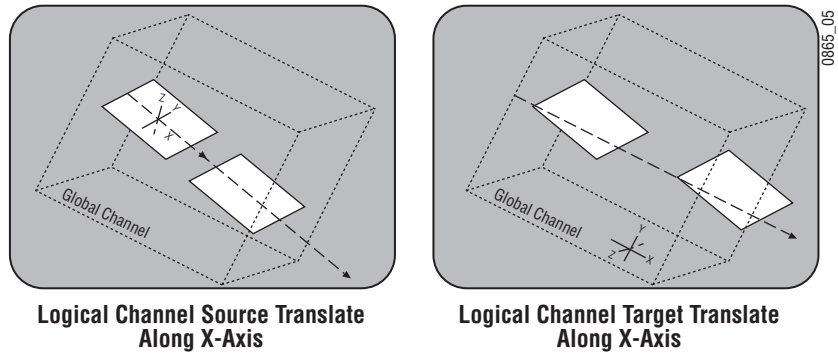 0865_05
Z
Y
X
Global Channel
Logical Channel Source Translate
Along X-Axis
Global Channel
Y
Z
X
Logical Channel Target Translate
Along X-Axis